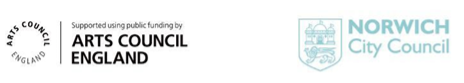 ARTS COUNCIL
ENGLAND
Supported using public funding by
ARTS COUNCIL
ENGLAND
NORWICH
City Council